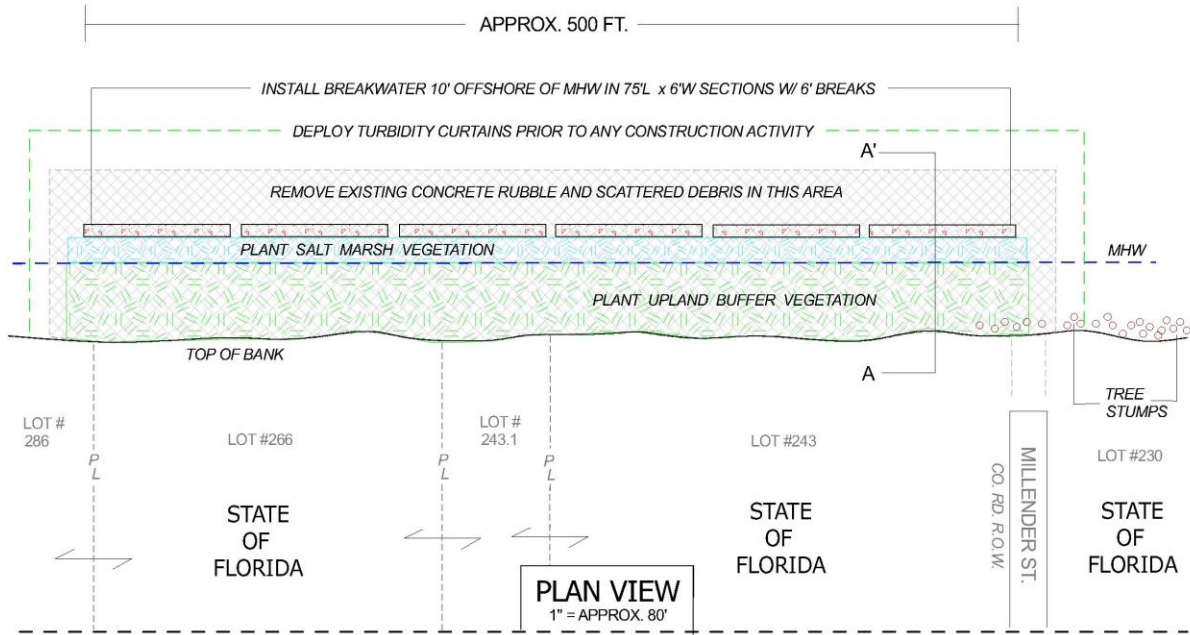 APPROX. 500 FT.
INSTALL BREAKWATER 10' OFFSHORE OF MHW IN 75'L x 6'W SECTIONS W/ 6' BREAKS
DEPLOY TURBIDITY CURTAINS PRIOR TO ANY CONSTRUCTION ACTIVITY
A'
REMOVE EXISTING CONCRETE RUBBLE AND SCATTERED DEBRIS IN THIS AREA
PLANT SALT MARSH VEGETATION
MHW
PLANT UPLAND BUFFER VEGETATION
TOP OF BANK
A
TREE
STUMPS
LOT #
286
LOT #266
LOT #
243.1
LOT #243
LOT #230
P
L
P
L
P
L
MILLENDER ST.
CO. RD. R.O.W.
STATE
OF
FLORIDA
STATE
OF
FLORIDA
STATE
OF
FLORIDA
PLAN VIEW
1" = APPROX. 80'